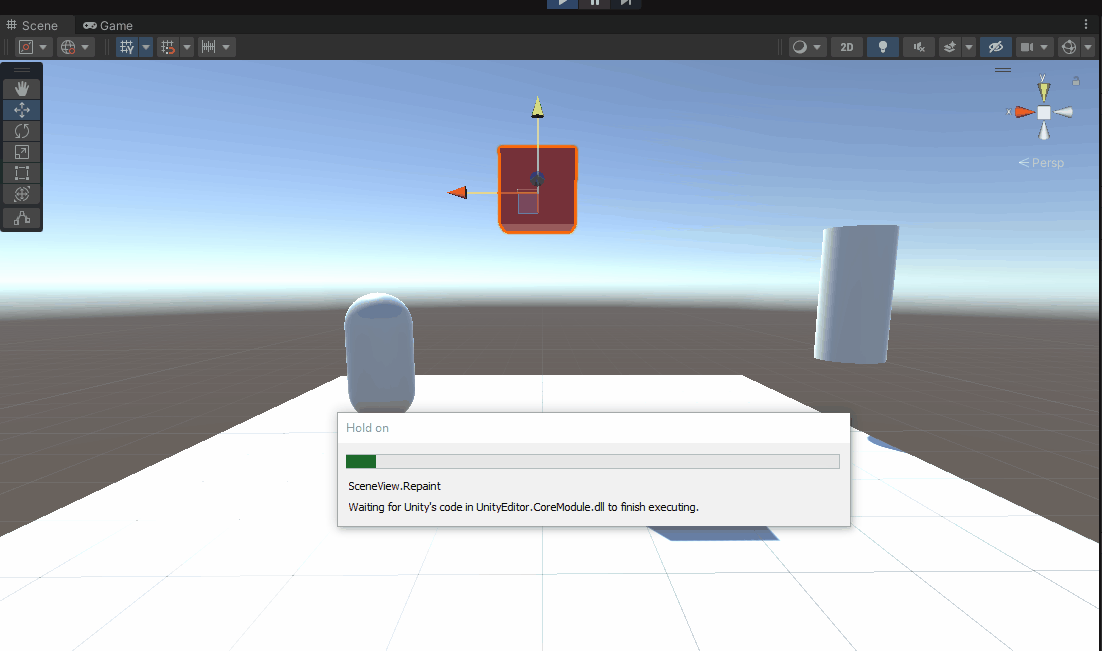 Scene
Game
2D
y
x
Persp
Hold on
SceneView.Repaint
Waiting for Unity's code in UnityEditor.CoreModule.dll to finish executing.